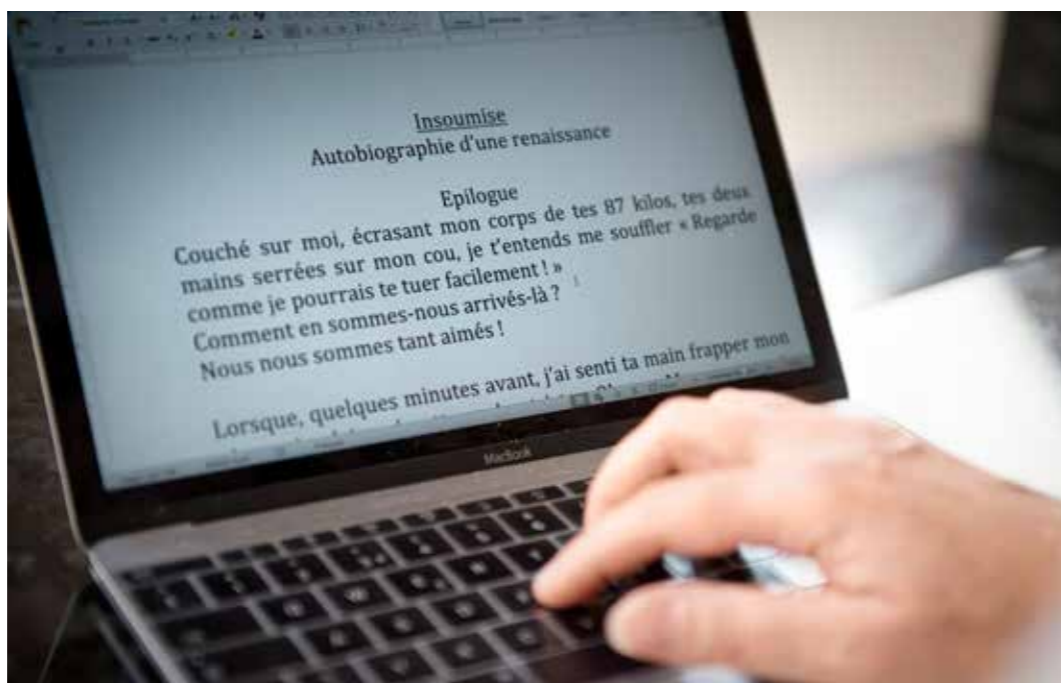 Insoumise
Autobiographie d'une renaissance
Epilogue
Couché sur moi, écrasant mon corps de tes 87 kilos, tes deux
mains serrées sur mon cou, je t'entends me souffler « Regarde
comme je pourrais te tuer facilement ! »
Comment en sommes-nous arrivés-là ?
Nous nous sommes tant aimés !
Lorsque, quelques minutes avant, j'ai senti ta main frapper mon
MacBook